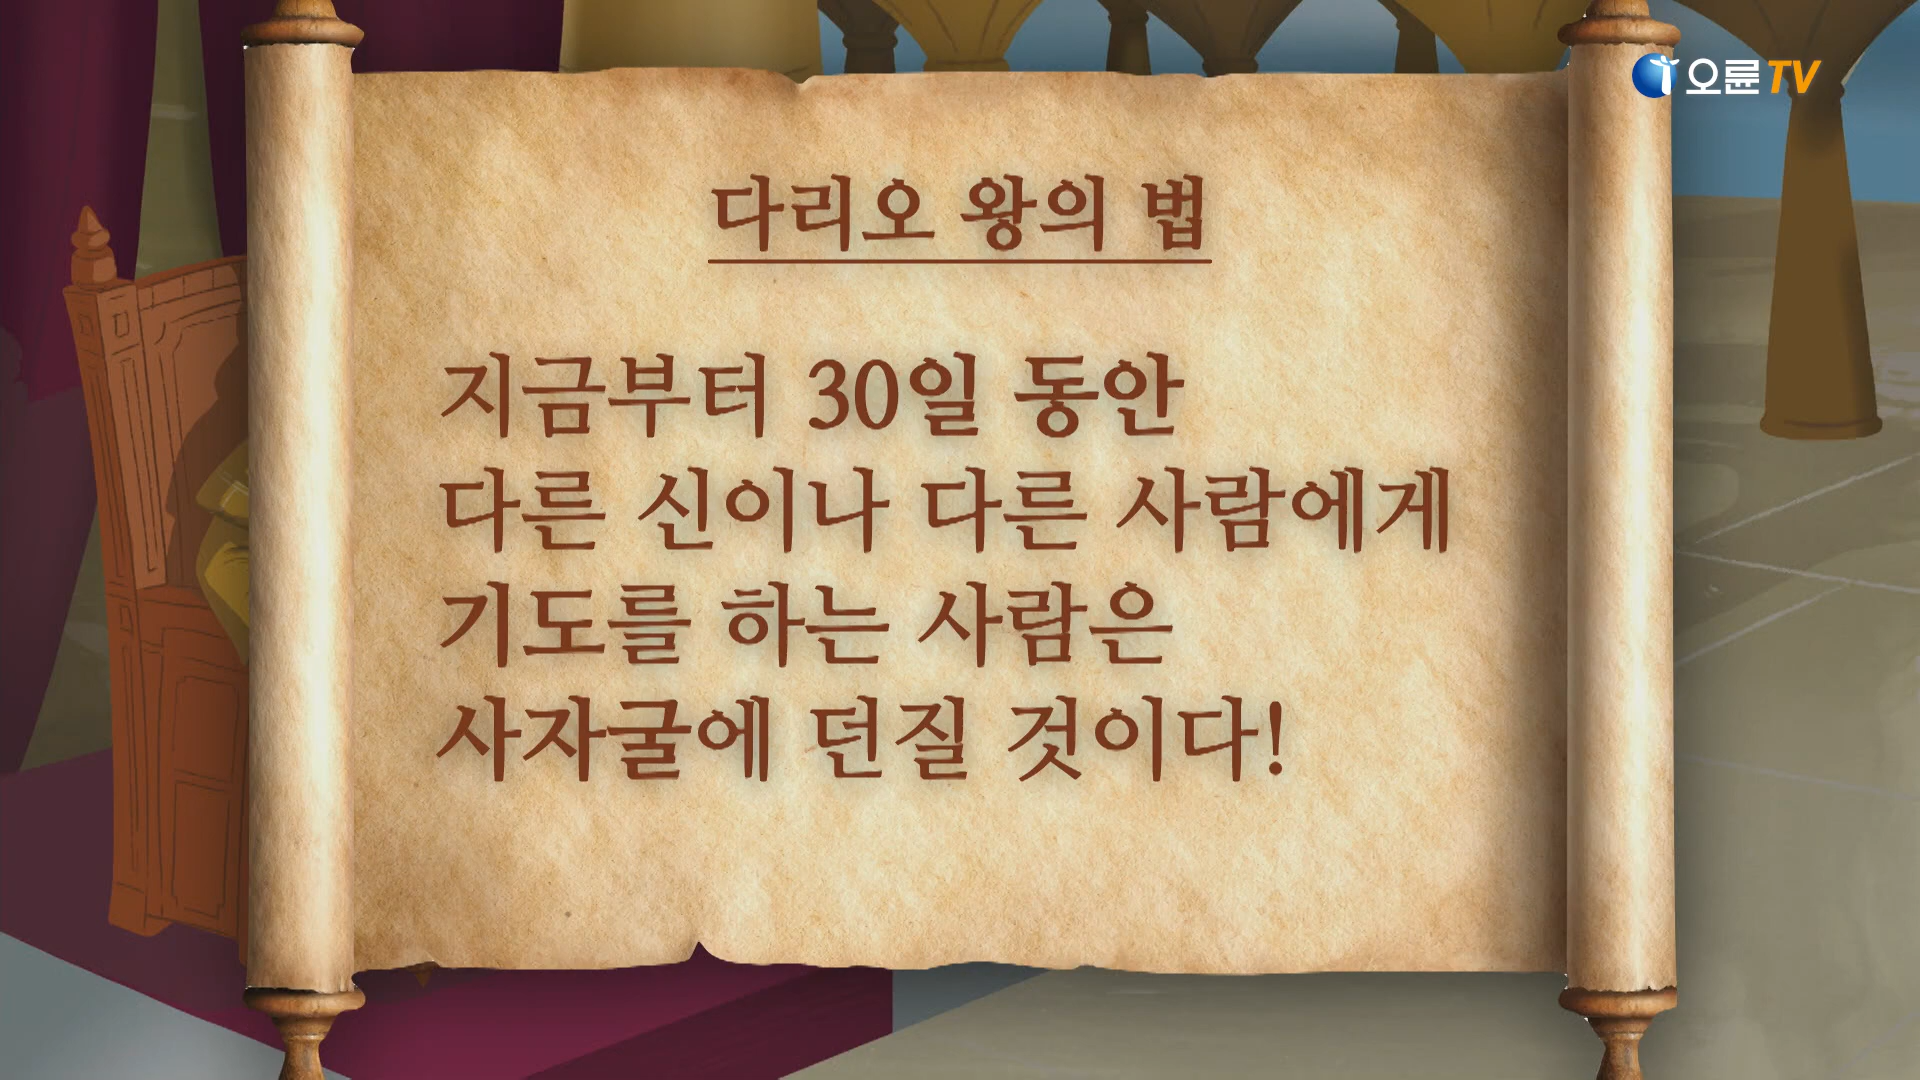 오륜TV
다리오 왕의 법
지금부터 30일 동안
다른 신이나 다른 사람에게
기도를 하는 사람은
사자굴에 던질 것이다!